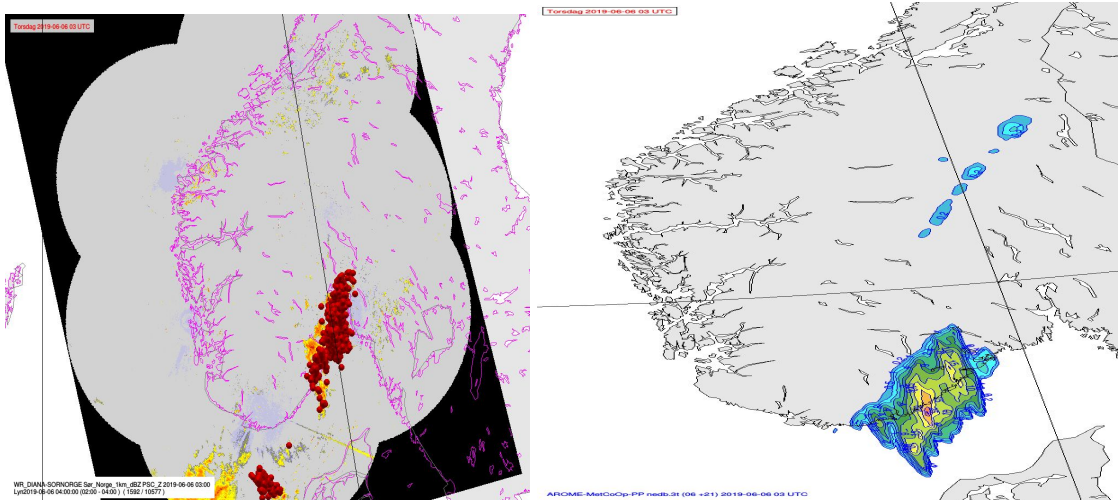 Torsdag 2019-06-06 03 UTC
WR_DIANA-SORNORGE Sør_Norge_1km_dBZ PSC_Z 2019-06-06 03:00
Lyn2019-06-06 04:00:00 (02:00 - 04:00 ) ( 1592 / 10577 )
Torsdag 2019-06-06 03 UTC
AROME-MetCoOp-PP nedb.3t (06 +21) 2019-06-06 03 UTC